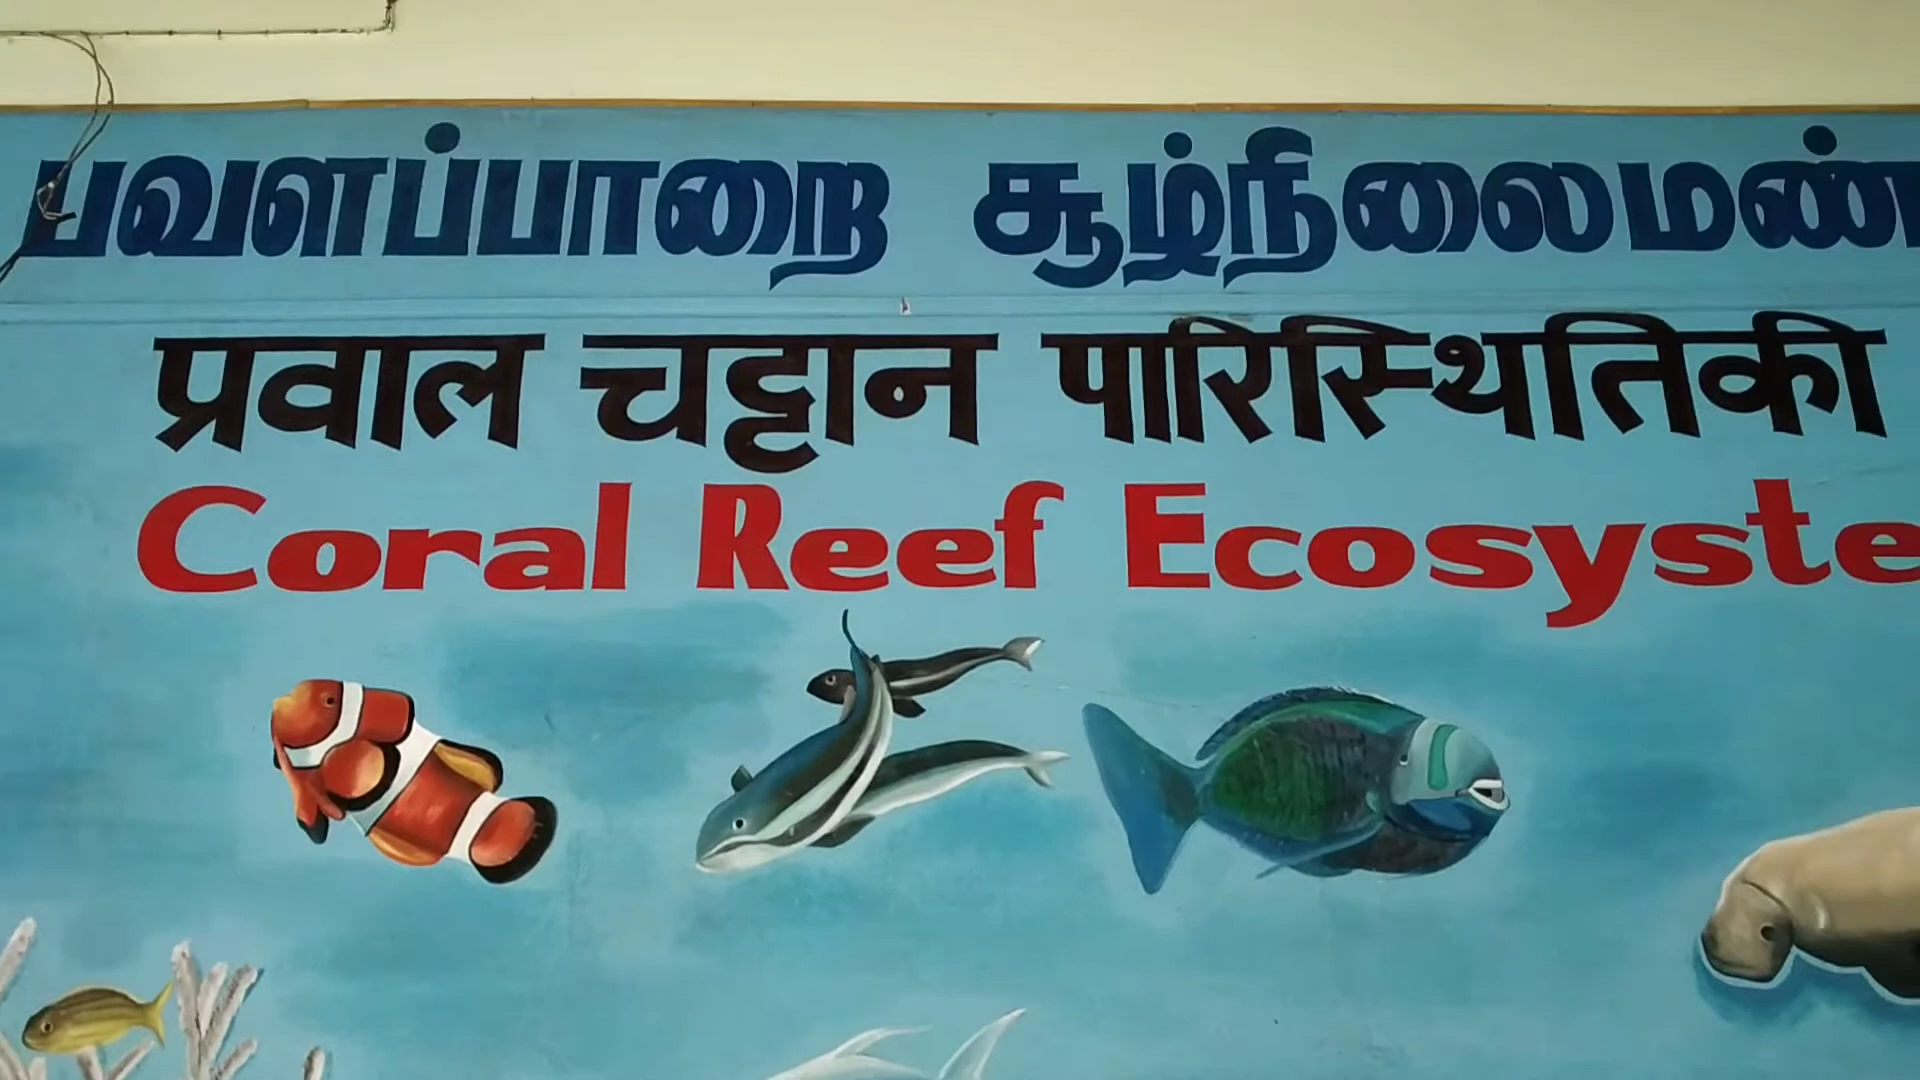 பவளப்பாறை சூழ்நிலைமண்
प्रवाल चट्टान पारिस्थितिकी
Coral Reef Ecosyste